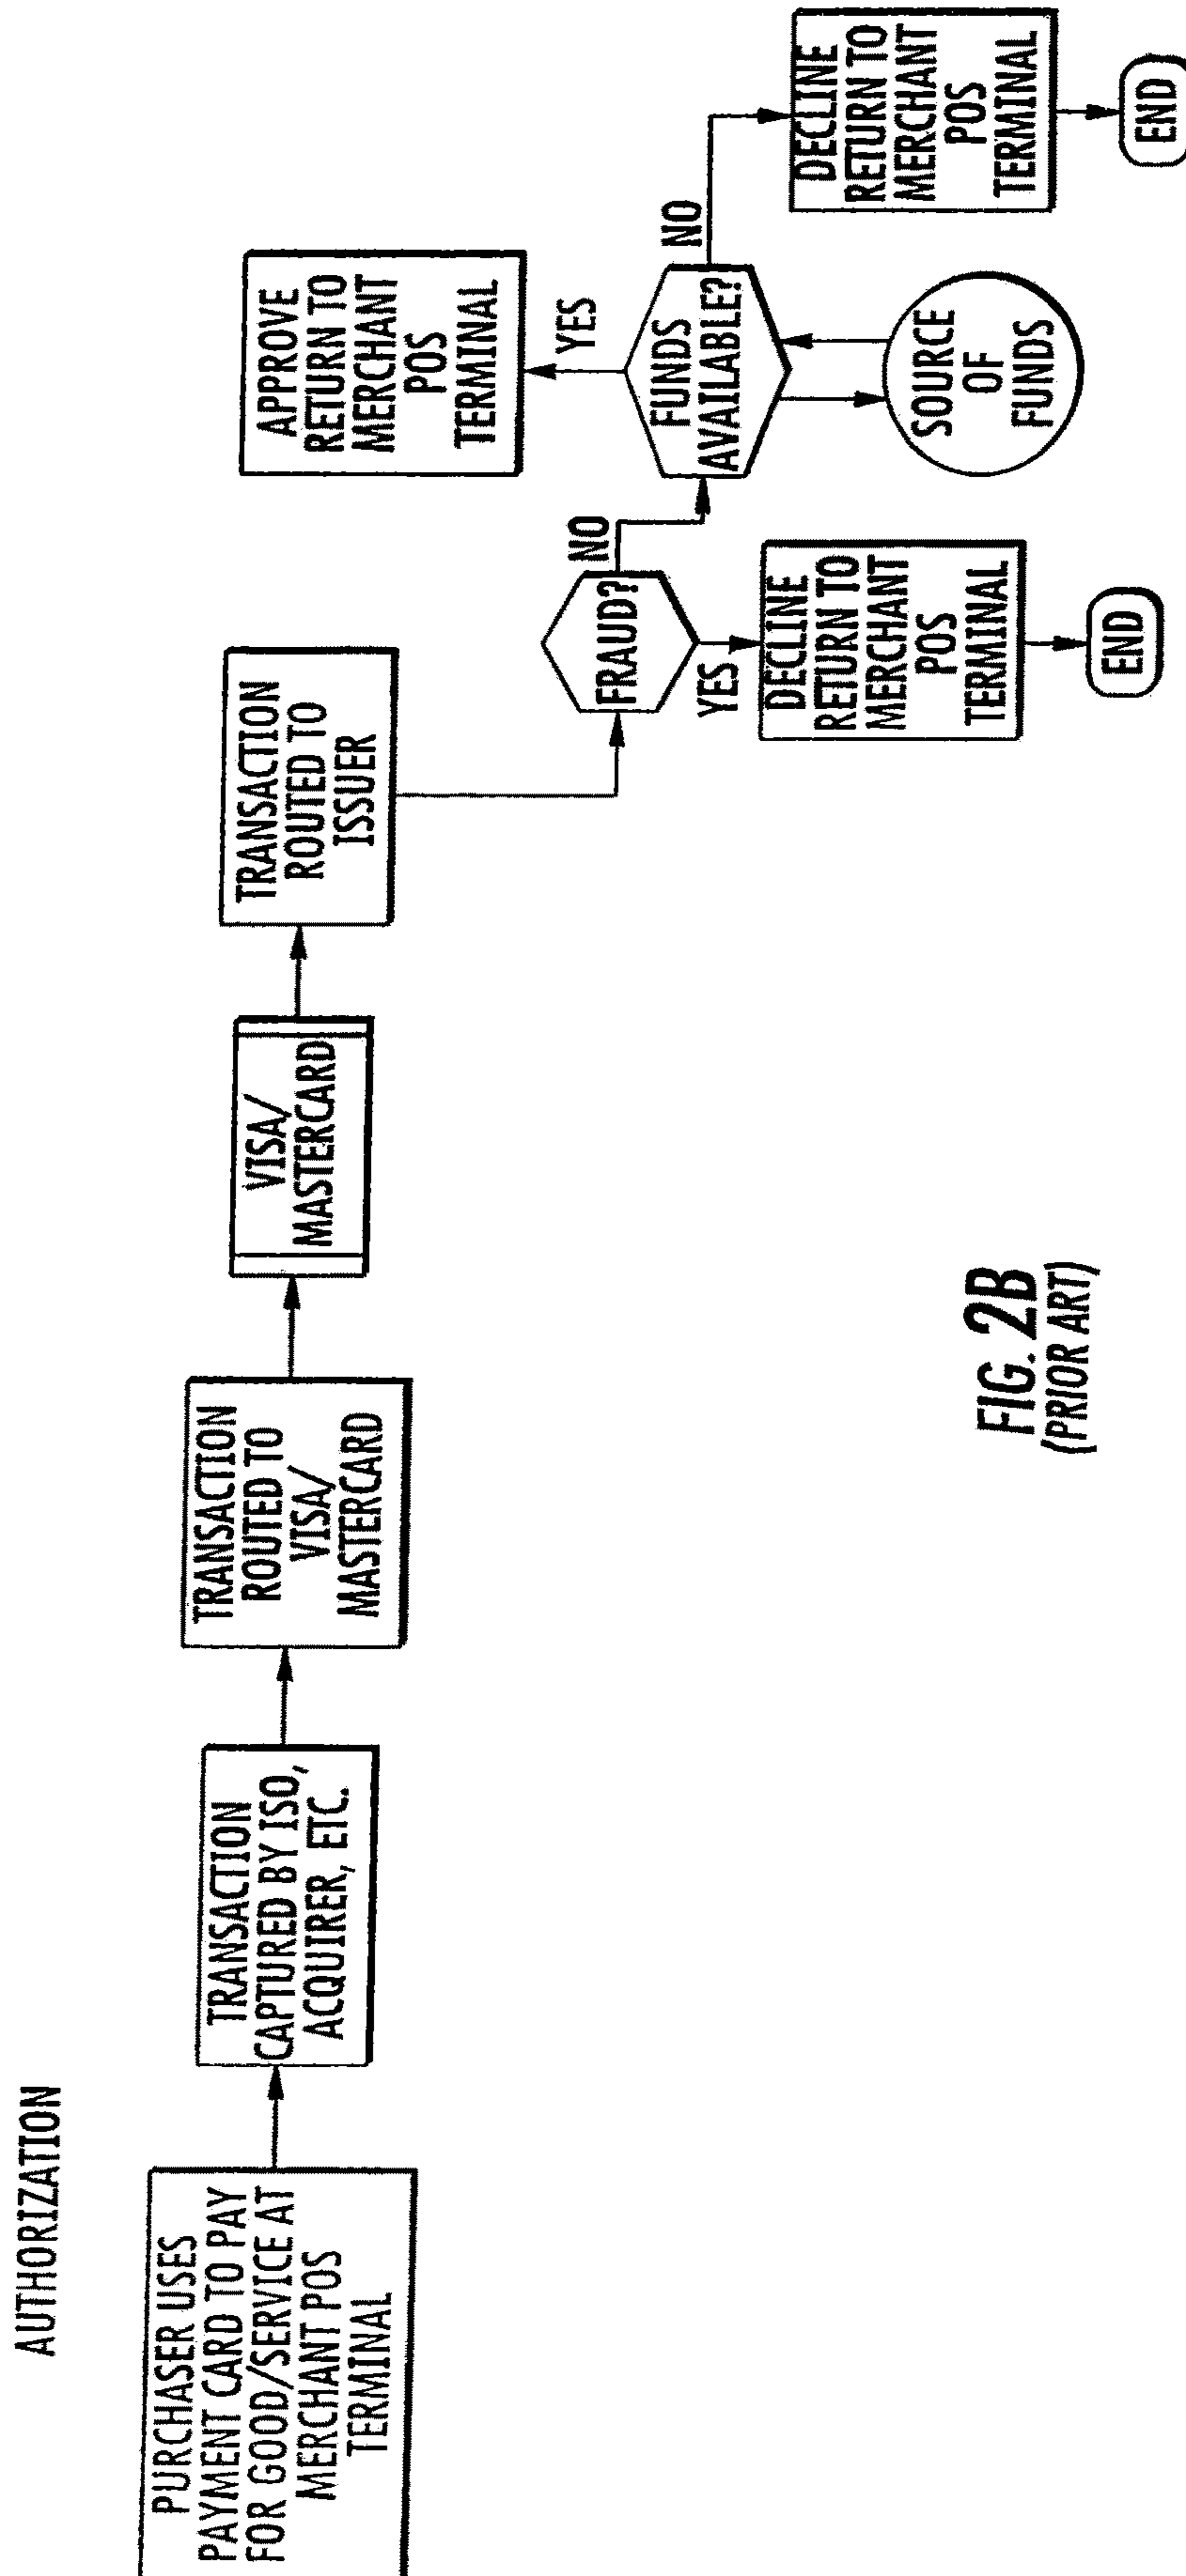 AUTHORIZATION
PURCHASER USES
PAYMENT CARD TO PAY
FOR GOOD/SERVICE AT
MERCHANT POS
TERMINAL
TRANSACTION
CAPTURED BY ISO,
ACQUIRER, ETC.
TRANSACTION
ROUTED TO
VISA/
MASTERCARD
VISA/
MASTERCARD
TRANSACTION
ROUTED TO
ISSUER
FRAUD?
NO
YES
DECLINE
RETURN TO
MERCHANT
POS
TERMINAL
END
FUNDS
AVAILABLE?
YES
APPROVE
RETURN TO
MERCHANT
POS
TERMINAL
NO
SOURCE
OF
FUNDS
DECLINE
RETURN TO
MERCHANT
POS
TERMINAL
END
FIG. 2B
(PRIOR ART)